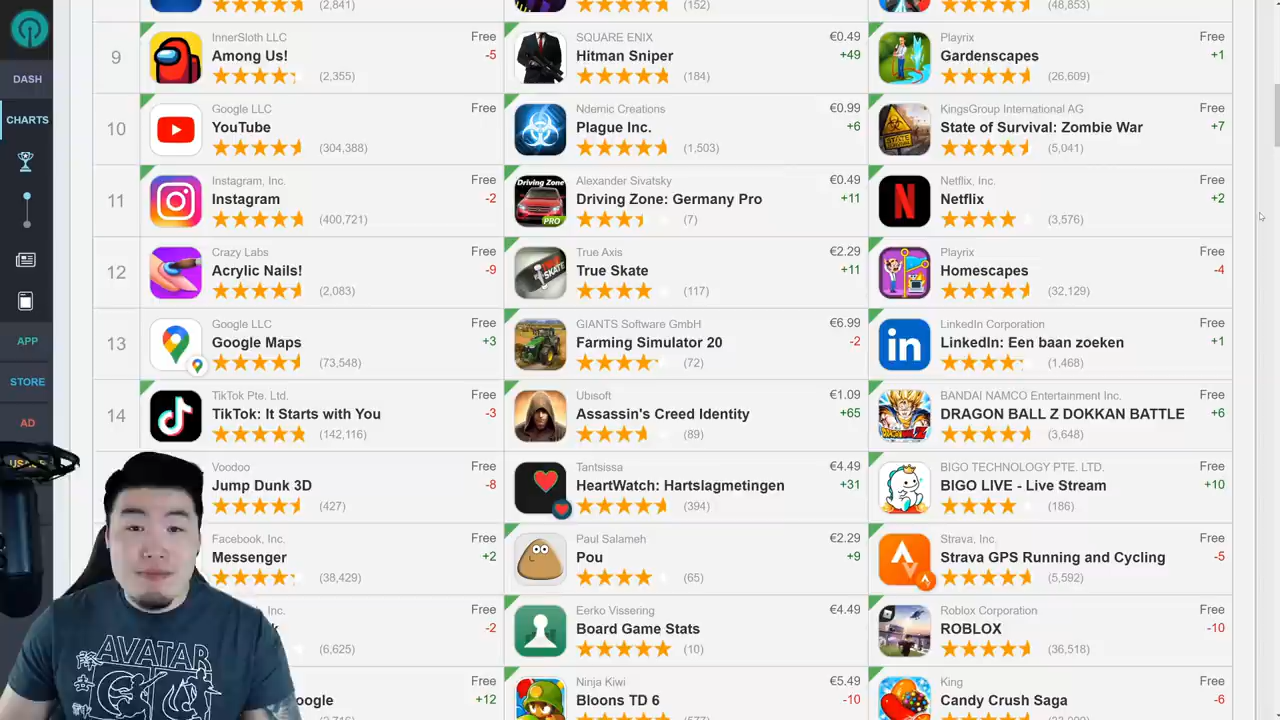 (2,841)
(152)
(48,853)
DASH
CHARTS
APP
STORE
AD
9
InnerSloth LLC
Free
Among Us!
-5
(2,355)
SQUARE ENIX
€0.49
Hitman Sniper
+49
(184)
Playrix
Free
Gardenscapes
(26,609)
10
Google LLC
Free
YouTube
(304,388)
Ndemic Creations
€0.99
Plague Inc.
+6
(1,503)
KingsGroup International AG
Free
State of Survival: Zombie War
+7
(5,041)
11
Instagram, Inc.
Free
Instagram
-2
(400,721)
Driving Zone
PRO
Alexander Sivatsky
€0.49
Driving Zone: Germany Pro
+11
(7)
Netflix, Inc.
Free
Netflix
(3,576)
12
Crazy Labs
Free
Acrylic Nails!
-9
(2,083)
True Axis
€2.29
True Skate
+11
(117)
Playrix
Free
Homescapes
-4
(32,129)
13
Google LLC
Free
Google Maps
+3
(73,548)
GIANTS Software GmbH
€6.99
Farming Simulator 20
-2
(72)
LinkedIn Corporation
Free
LinkedIn: Een baan zoeken
+1
(1,468)
14
TikTok Pte. Ltd.
Free
TikTok: It Starts with You
-3
(142,116)
Ubisoft
€1.09
Assassin's Creed Identity
(89)
BANDAI NAMCO Entertainment Inc.
Free
DRAGON BALL Z DOKKAN BATTLE
+6
(3,648)
Voodoo
Free
Jump Dunk 3D
-8
(427)
Tantsissa
€4.49
HeartWatch: Hartslagmetingen
+31
(394)
BIGO TECHNOLOGY PTE. LTD.
Free
BIGO LIVE - Live Stream
+10
(186)
Facebook, Inc.
Free
Messenger
+2
(38,429)
Paul Salameh
€2.29
Pou
(65)
Strava, Inc.
Free
Strava GPS Running and Cycling
(5,592)
Inc.
Free
-2
(6,625)
Eerko Vissering
€4.49
Board Game Stats
(10)
Roblox Corporation
Free
ROBLOX
-10
(36,518)
Free
oogle
+12
Ninja Kiwi
€5.49
Bloons TD 6
-10
King
Free
Candy Crush Saga
AVATAR